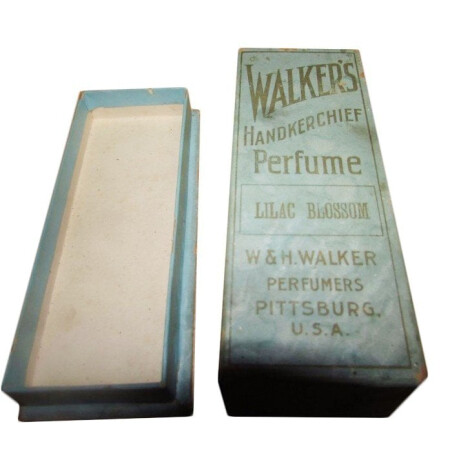 WALKER'S
HANDKERCHIEF
Perfume
LILAC BLOSSOM
W & H. WALKER
PERFUMERS
PITTSBURG.
U.S.A.